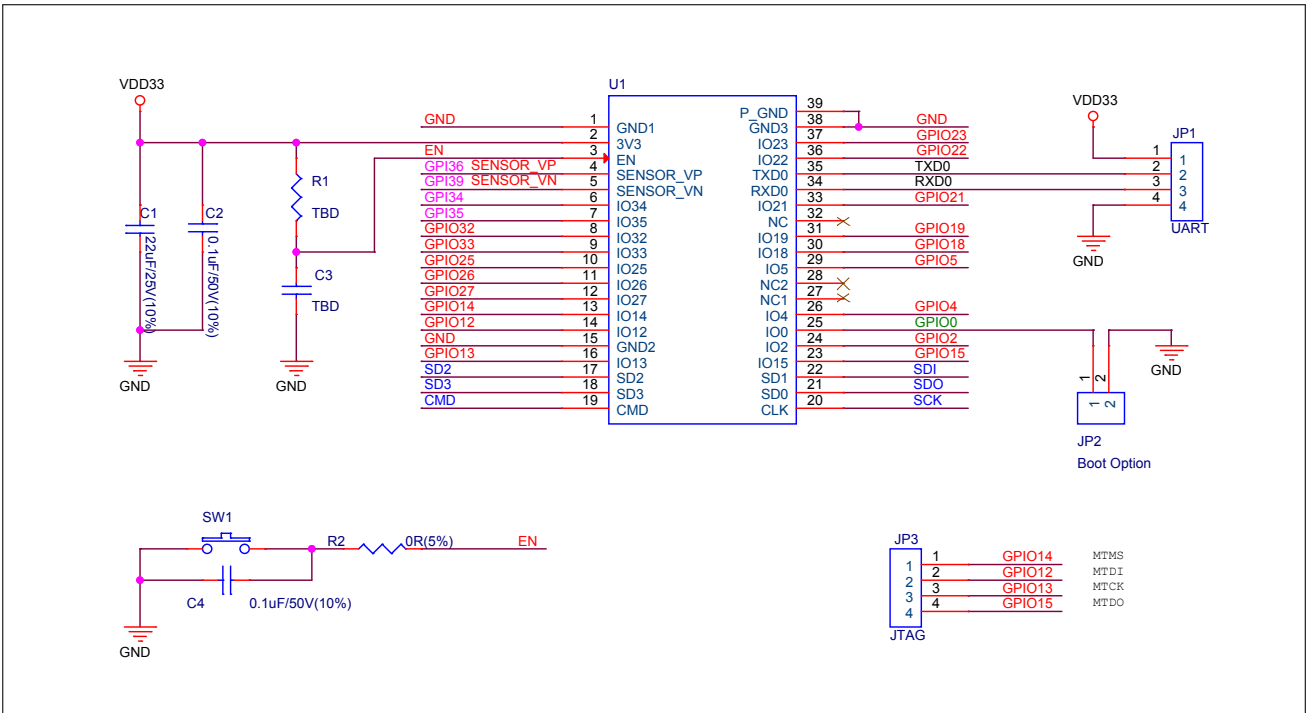 VDD33
U1
VDD33
JP1
GND 1 GND1
2 3V3
EN 3 EN
GPI36 SENSOR_VP 4 SENSOR_VP
GPI39 SENSOR_VN 5 SENSOR_VN
GPI34 6 IO34
GPI35 7 IO35
GPIO32 8 IO32
GPIO33 9 IO33
GPIO25 10 IO25
GPIO26 11 IO26
GPIO27 12 IO27
GPIO14 13 IO14
GPIO12 14 IO12
GND 15 GND2
GPIO13 16 IO13
SD2 17 SD2
SD3 18 SD3
CMD 19 CMD
P_GND 39
GND3 38 GND
IO23 37 GPIO23
IO22 36 GPIO22
TXD0 35 TXD0
RXD0 34 RXD0
IO21 33 GPIO21
NC 32
IO19 31 GPIO19
IO18 30 GPIO18
IO5 29 GPIO5
NC2 28
NC1 27
IO4 26 GPIO4
IO0 25 GPIO0
IO2 24 GPIO2
IO15 23 GPIO15
SD1 22 SDI
SD0 21 SDO
CLK 20 SCK
1 1
2 2
3 3
4 4
UART
GND
R1
TBD
C1
22uF/25V(10%)
C2
0.1uF/50V(10%)
C3
TBD
GND
GND
GND
1 2
1 2
JP2
Boot Option
SW1
R2 0R(5%) EN
C4 0.1uF/50V(10%)
GND
JP3
1 1 GPIO14 MTMS
2 2 GPIO12 MTDI
3 3 GPIO13 MTCK
4 4 GPIO15 MTDO
JTAG